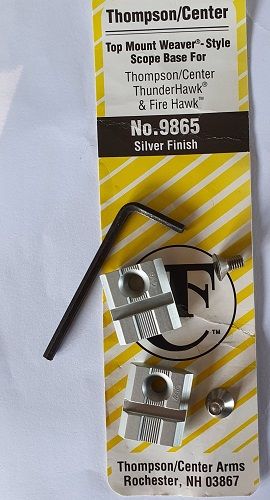 Thompson/Center
Top Mount Weaver®-Style
Scope Base For
Thompson/Center
ThunderHawk®
& Fire Hawk™
No.9865
Silver Finish
TC
™
Thompson/Center Arms
Rochester, NH 03867